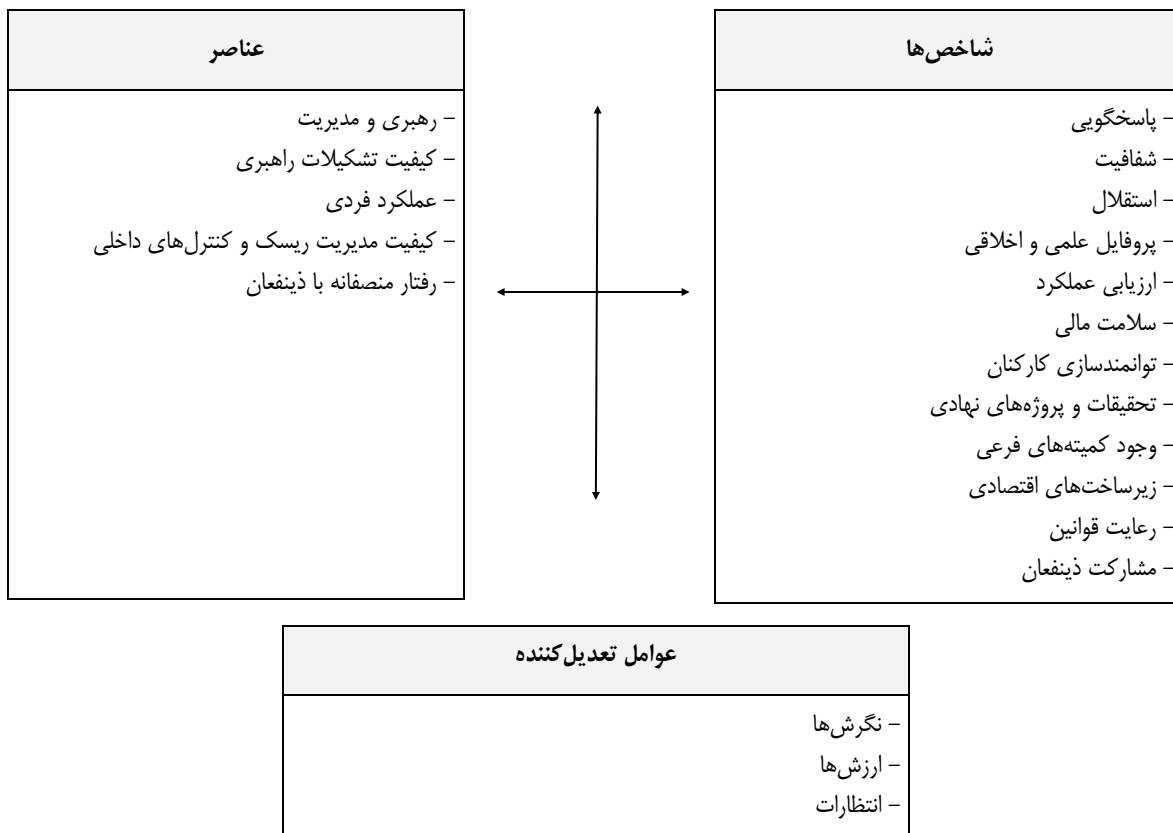 شاخص‌ها
- پاسخگویی
- شفافیت
- استقلال
- پروفایل علمی و اخلاقی
- ارزیابی عملکرد
- سلامت مالی
- توانمندسازی کارکنان
- تحقیقات و پروژه‌های نهادی
- وجود کمیته‌های فرعی
- زیرساخت‌های اقتصادی
- رعایت قوانین
- مشارکت ذینفعان
عناصر
- رهبری و مدیریت
- کیفیت تشکیلات راهبری
- عملکرد فردی
- کیفیت مدیریت ریسک و کنترل‌های داخلی
- رفتار منصفانه با ذینفعان
عوامل تعدیل‌کننده
- نگرش‌ها
- ارزش‌ها
- انتظارات